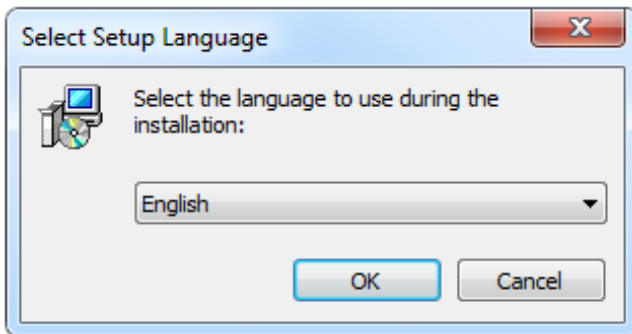 Select Setup Language
Select the language to use during the
installation:
English
OK
Cancel